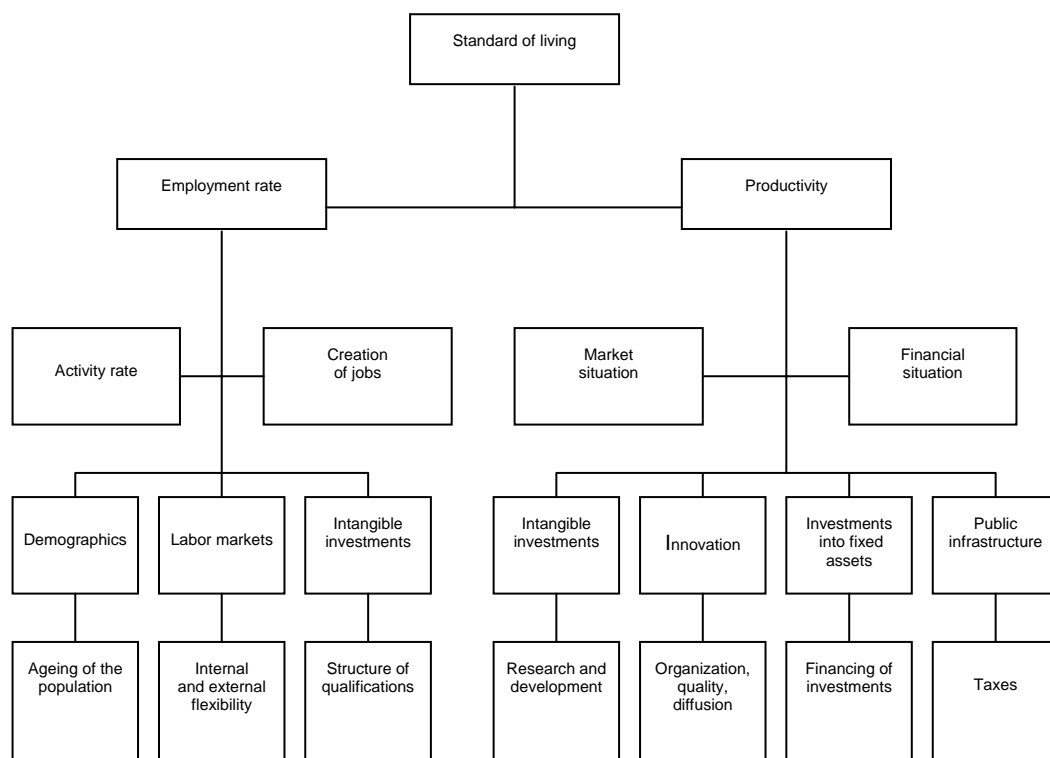 Standard of living
Employment rate
Productivity
Activity rate
Creation
of jobs
Market
situation
Financial
situation
Demographics
Labor markets
Intangible
investments
Intangible
investments
Innovation
Investments
into fixed
assets
Public
infrastructure
Ageing of the
population
Internal
and external
flexibility
Structure of
qualifications
Research and
development
Organization,
quality,
diffusion
Financing of
investments
Taxes